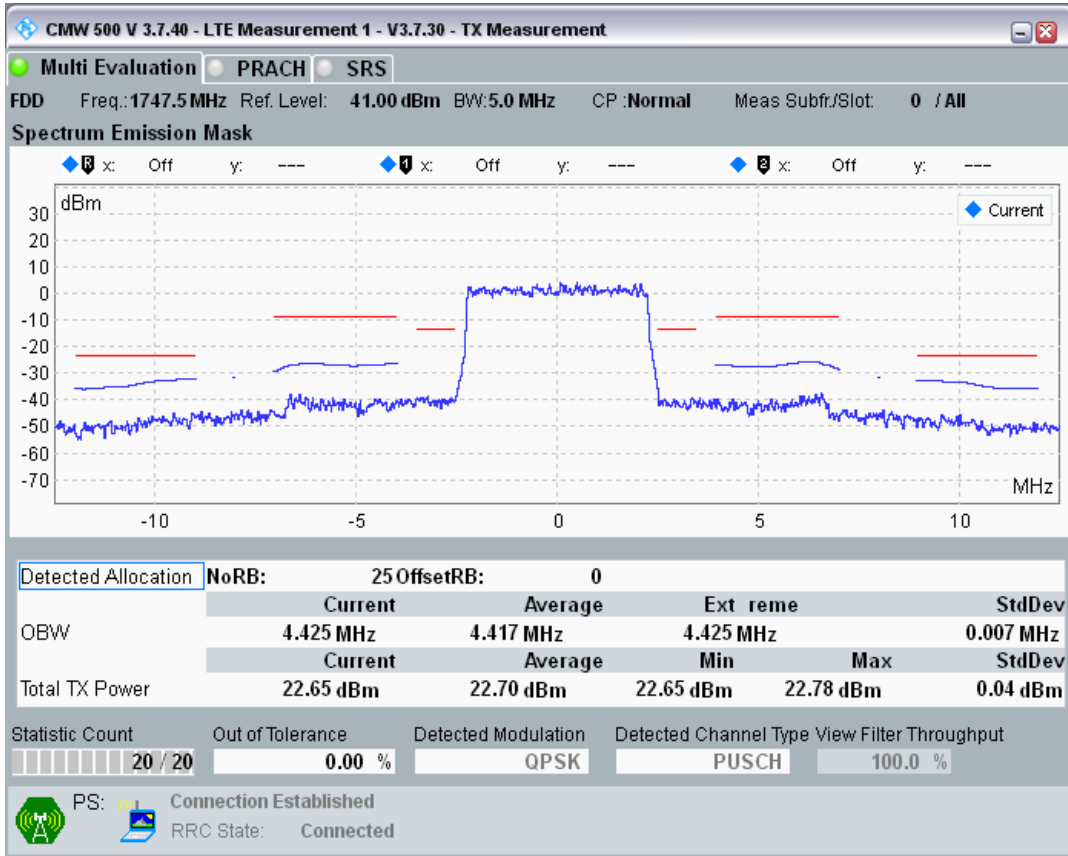 CMW 500 V 3.7.40 - LTE Measurement 1 - V3.7.30 - TX Measurement
Multi Evaluation PRACH SRS
FDD Freq.: 1747.5 MHz Ref. Level: 41.00 dBm BW: 5.0 MHz CP : Normal Meas Subfr./Slot: 0 / All
Spectrum Emission Mask
R x: Off y: --- 1 x: Off y: --- 2 x: Off y: ---
dBm
Current
30
20
10
0
-10
-20
-30
-40
-50
-60
-70
MHz
-10 -5 0 5 10
Detected Allocation NoRB: 25 OffsetRB: 0
Current Average Ext reme StdDev
OBW 4.425 MHz 4.417 MHz 4.425 MHz 0.007 MHz
Current Average Min Max StdDev
Total TX Power 22.65 dBm 22.70 dBm 22.65 dBm 22.78 dBm 0.04 dBm
Statistic Count Out of Tolerance Detected Modulation Detected Channel Type View Filter Throughput
20 / 20 0.00 % QPSK PUSCH 100.0 %
PS: Connection Established
RRC State: Connected